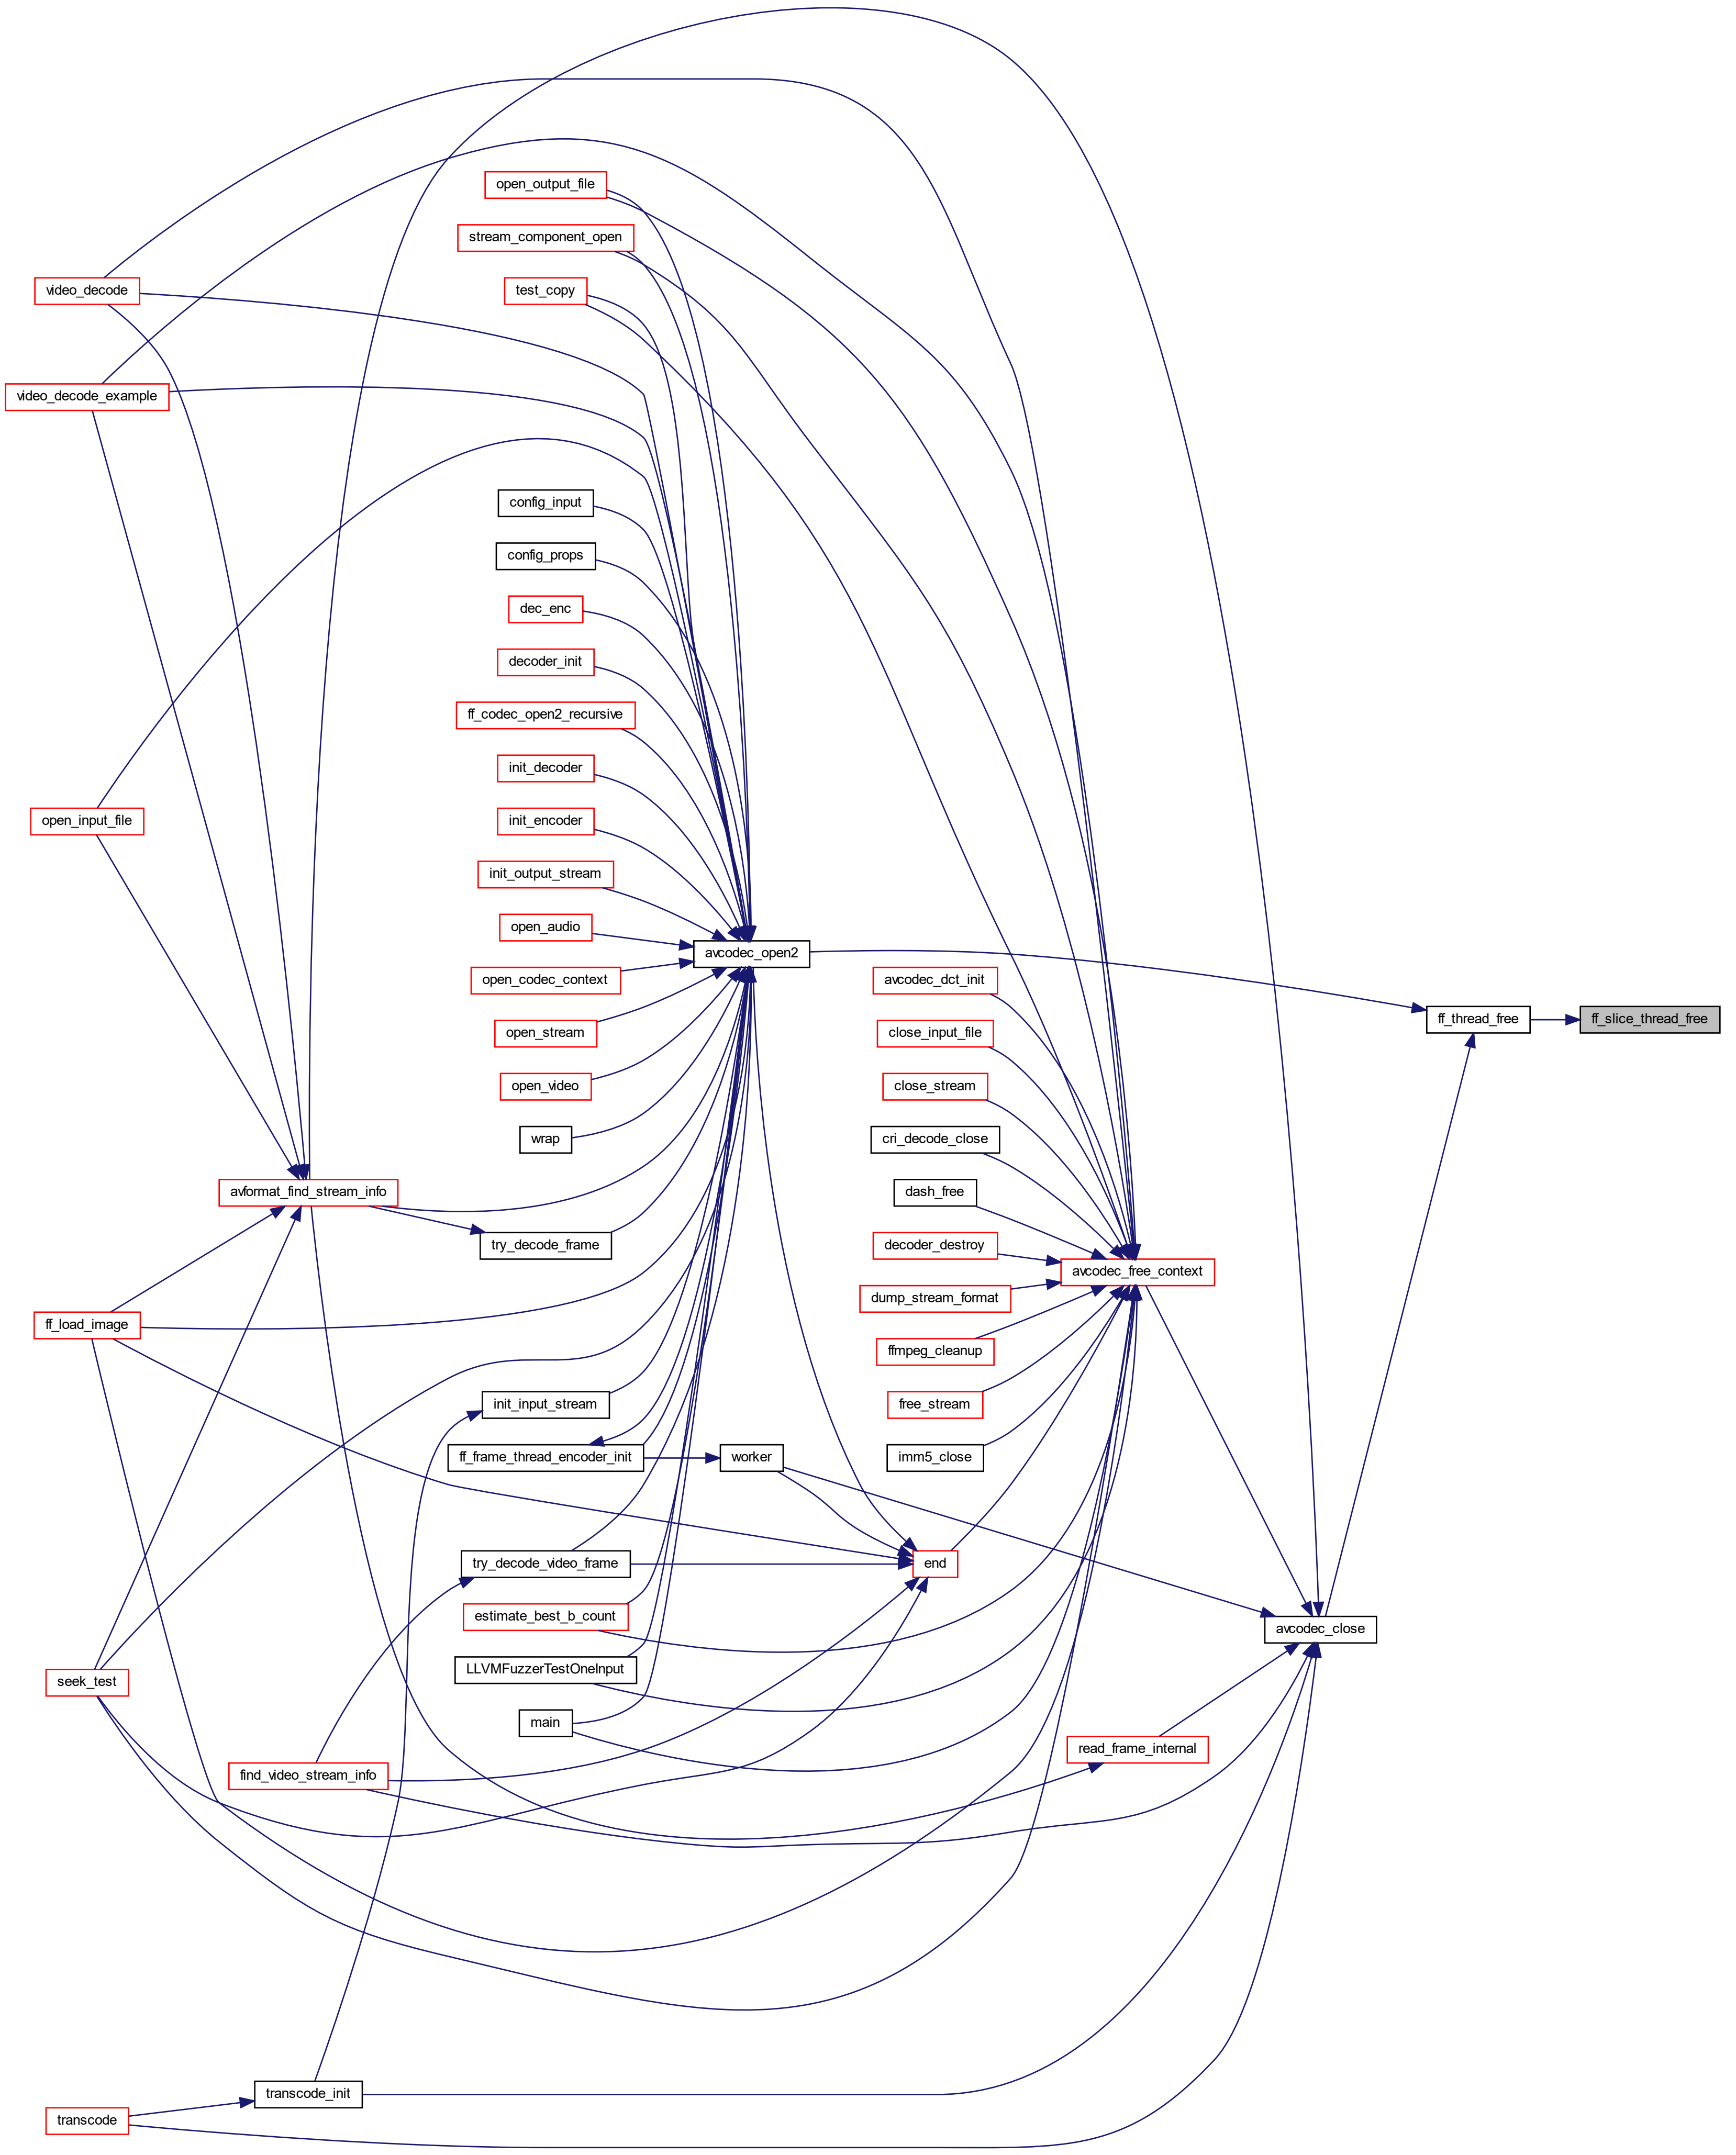 open_output_file
stream_component_open
video_decode
test_copy
video_decode_example
config_input
config_props
dec_enc
decoder_init
ff_codec_open2_recursive
init_decoder
open_input_file
init_encoder
init_output_stream
open_audio
avcodec_open2
open_codec_context
avcodec_dct_init
ff_thread_free
ff_slice_thread_free
open_stream
close_input_file
open_video
close_stream
wrap
cri_decode_close
avformat_find_stream_info
dash_free
try_decode_frame
decoder_destroy
avcodec_free_context
dump_stream_format
ff_load_image
ffmpeg_cleanup
init_input_stream
free_stream
ff_frame_thread_encoder_init
worker
imm5_close
try_decode_video_frame
end
estimate_best_b_count
avcodec_close
LLVMFuzzerTestOneInput
seek_test
main
read_frame_internal
find_video_stream_info
transcode_init
transcode